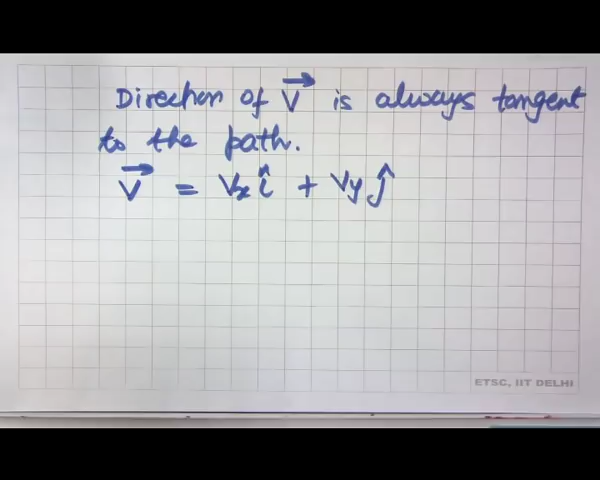 Direction of V is always tangent
to the path.
V = Vx î + Vy ĵ
ETSC, IIT DELHI